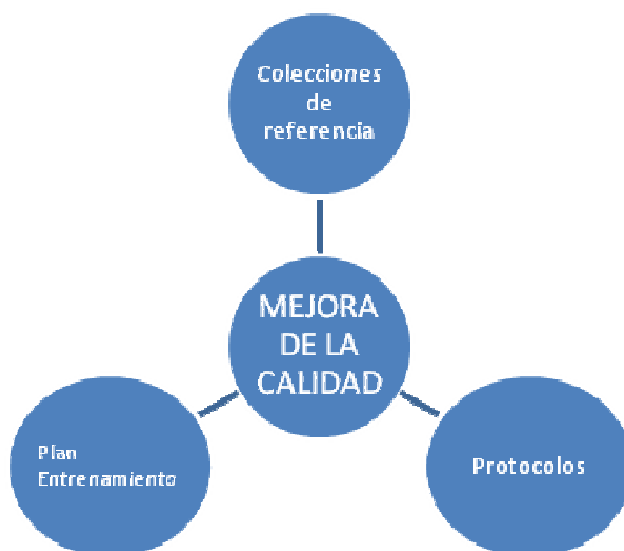 Colecciones
de
referencia
MEJORA
DE LA
CALIDAD
Plan
Entrenamiento
Protocolos